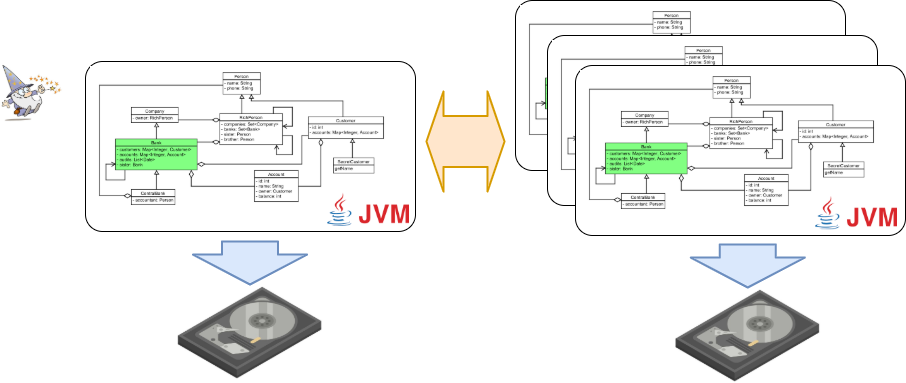 Person
- name: String
- phone: String
Company
- owner: RichPerson
RichPerson
- companies: Set<Company>
- banks: Set<Bank>
- sister: Person
- brother: Person
Customer
- id: int
- accounts: Map<Integer, Account>
Bank
- customers: Map<Integer, Customer>
- accounts: Map<Integer, Account>
- audits: List<Date>
SecretCustomer
getName
Account
- id: int
- name: String
- owner: Customer
- balance: int
CentralBank
- accountant: Person
JVM
Person
- name: String
- phone: String
Person
- name: String
Person
- name: String
- phone: String
Company
- owner: RichPerson
RichPerson
- companies: Set<Company>
- banks: Set<Bank>
- sister: Person
- brother: Person
Customer
- id: int
- accounts: Map<Integer, Account>
Bank
- customers: Map<Integer, Customer>
- accounts: Map<Integer, Account>
- audits: List<Date>
SecretCustomer
getName
Account
- id: int
- name: String
- owner: Customer
- balance: int
CentralBank
- accountant: Person
JVM